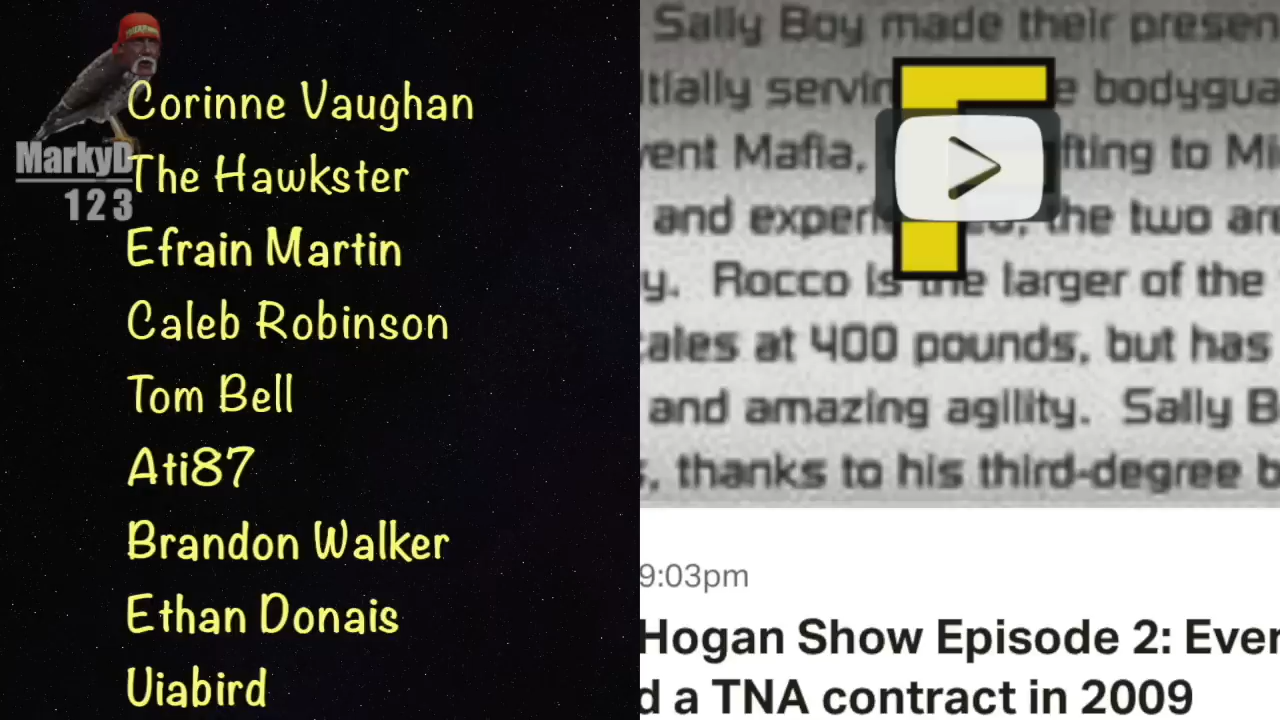 MarkyD
123
Corinne Vaughan
The Hawkster
Efrain Martin
Caleb Robinson
Tom Bell
Ati87
Brandon Walker
Ethan Donais
Uiabird
Sally Boy made their presen
tially servin e bodygua
vent Mafia, fting to Mi
and experi the two are
y. Rocco is the larger of the
ales at 400 pounds, but has
and amazing agility. Sally B
, thanks to his third-degree b
F
9:03pm
Hogan Show Episode 2: Ever
d a TNA contract in 2009